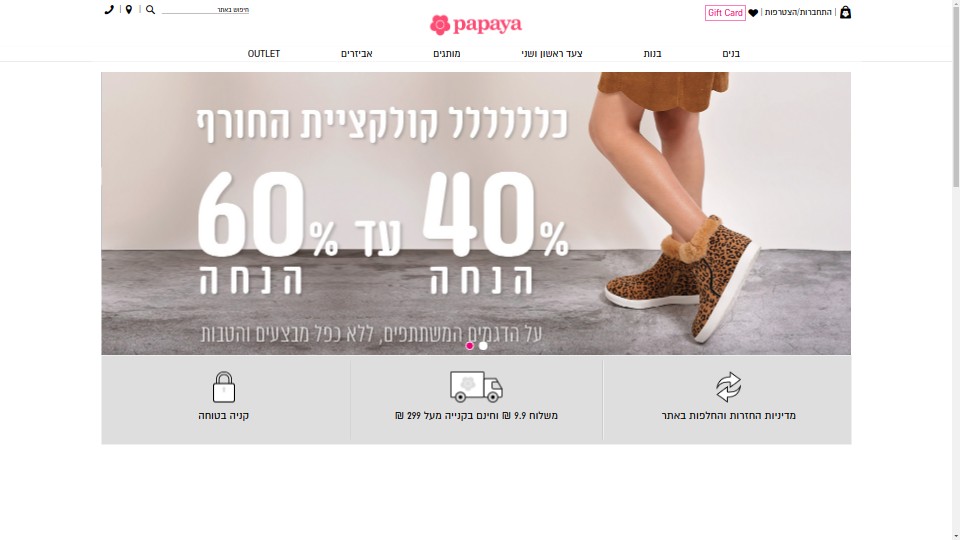 התחברות/הצטרפות | Gift Card
papaya
חיפוש באתר
בנים
בנות
צעד ראשון ושני
מותגים
אביזרים
OUTLET
כללללל קולקציית החורף
40% עד 60%
הנחה הנחה
על הדגמים המשתתפים, ללא כפל מבצעים והטבות
מדיניות החזרות והחלפות באתר
משלוח 9.9 ₪ וחינם בקנייה מעל 299 ₪
קניה בטוחה